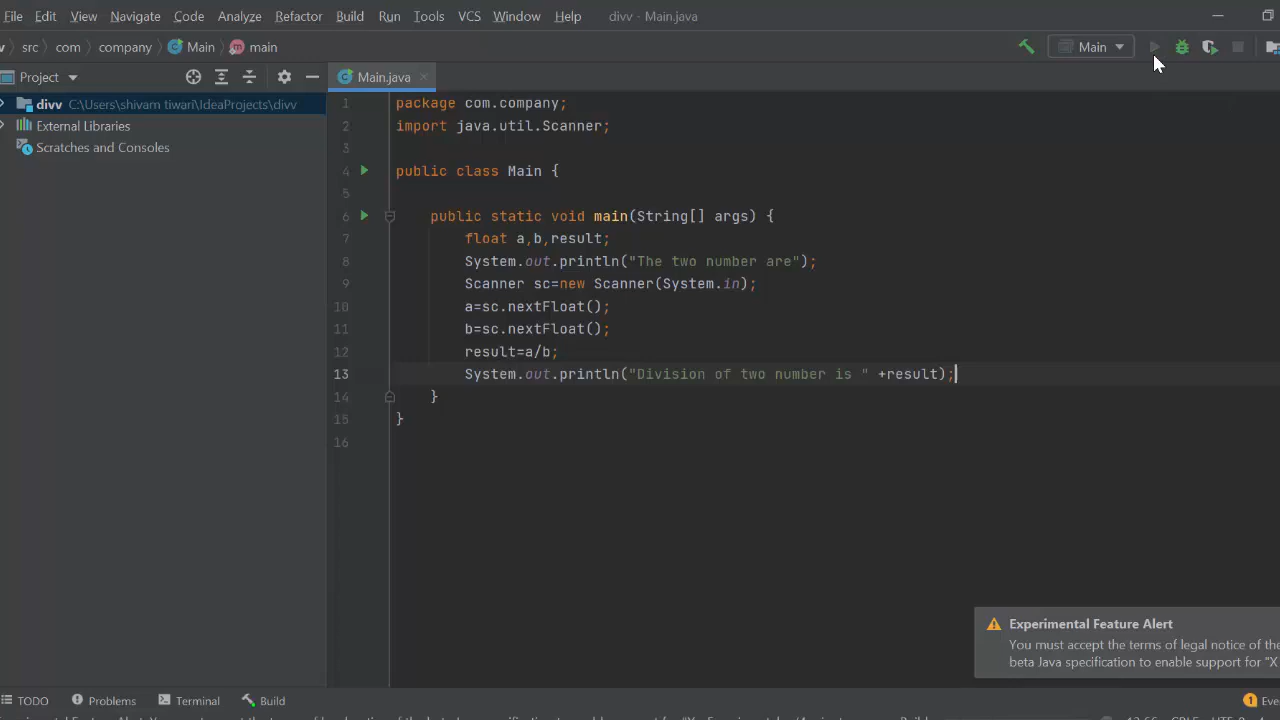 File Edit View Navigate Code Analyze Refactor Build Run Tools VCS Window Help divv - Main.java
src com company Main main Main
Project Main.java
divv C:\Users\shivam tiwari\IdeaProjects\divv
External Libraries
Scratches and Consoles
1 package com.company;
2 import java.util.Scanner;
3
4 public class Main {
5
6 public static void main(String[] args) {
7 float a,b,result;
8 System.out.println("The two number are");
9 Scanner sc=new Scanner(System.in);
10 a=sc.nextFloat();
11 b=sc.nextFloat();
12 result=a/b;
13 System.out.println("Division of two number is " +result);
14 }
15 }
16
Experimental Feature Alert
You must accept the terms of legal notice of the
beta Java specification to enable support for "X
TODO Problems Terminal Build 1 Eve